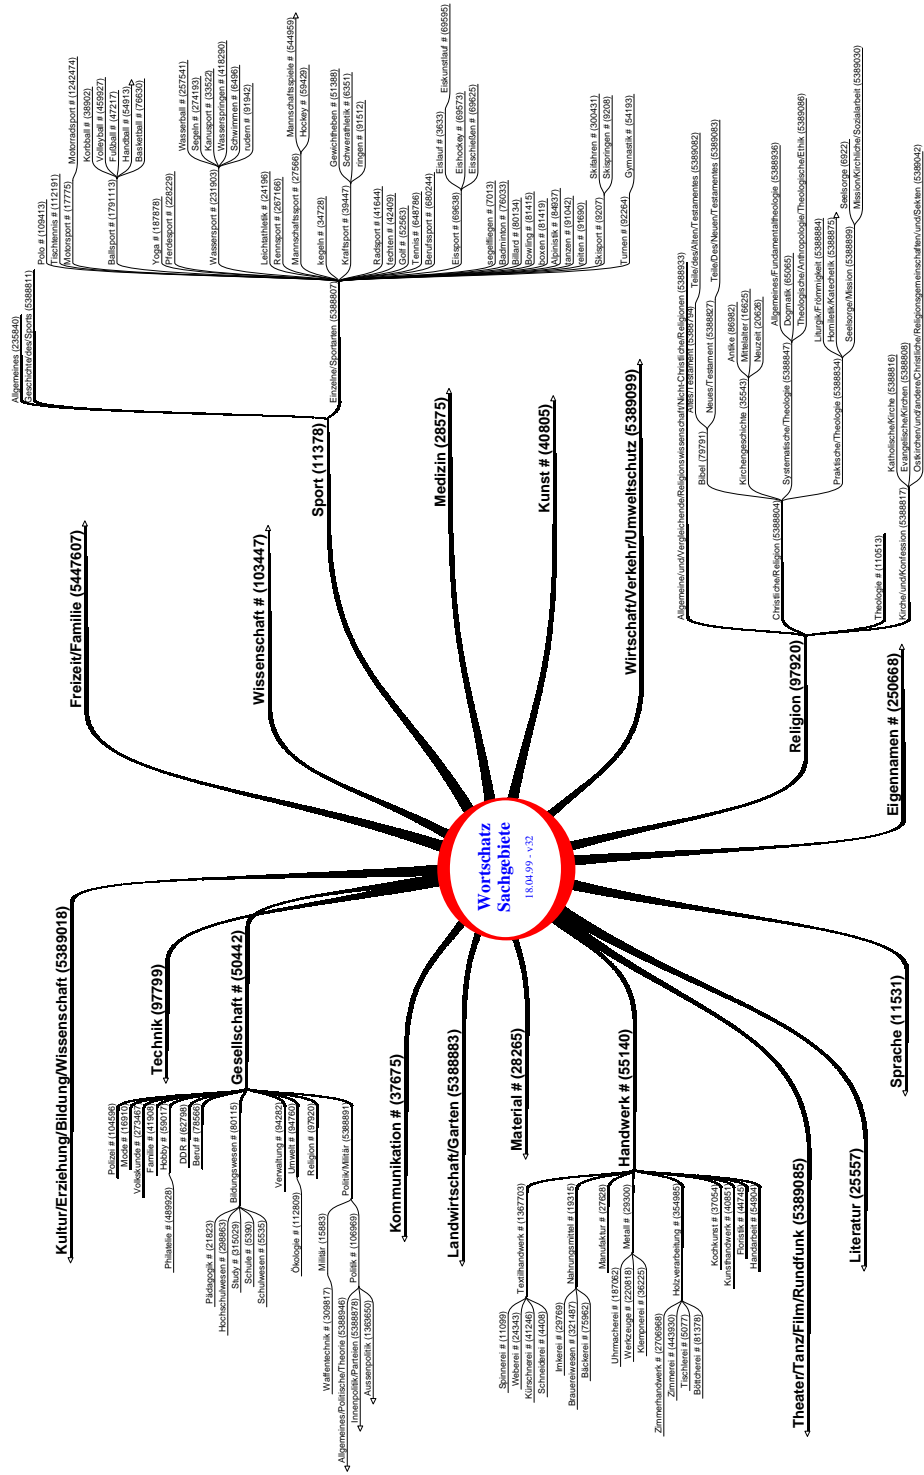 Wortschatz
Sachgebiete
18.04.99 - v32
Kultur/Erziehung/Bildung/Wissenschaft (5389018)
Technik (97799)
Gesellschaft # (50442)
Polizei # (104596)
Mode # (16910)
Volkskunde # (273467)
Familie # (41908)
Hobby # (59017)
Philatelie # (489928)
DDR # (62798)
Beruf # (78566)
Bildungswesen # (80115)
Pädagogik # (21823)
Hochschulwesen # (298863)
Study # (315029)
Schule # (5390)
Schulwesen # (5535)
Verwaltung # (94282)
Umwelt # (94760)
Ökologie # (112809)
Religion # (97920)
Politik/Militär (5388891)
Militär (15883)
Waffentechnik # (309817)
Politik # (106969)
Allgemeines/Politische/Theorie (5388946)
Innenpolitik/Parteien (5388878)
Aussenpolitik (1363650)
Kommunikation # (37675)
Landwirtschaft/Garten (5388883)
Material # (28265)
Handwerk # (55140)
Textilhandwerk # (1367703)
Spinnerei # (11099)
Weberei # (24343)
Kürschnerei # (41246)
Schneiderei # (4408)
Nahrungsmittel # (19315)
Imkerei # (29769)
Brauereiwesen # (321487)
Bäckerei # (75962)
Manufaktur # (27628)
Metall # (29300)
Uhrmacherei # (187062)
Werkzeuge # (220818)
Klempnerei # (36225)
Holzverarbeitung # (354985)
Zimmerhandwerk # (2706968)
Zimmerei # (443930)
Tischlerei # (5077)
Böttcherei # (81378)
Kochkunst # (37054)
Kunsthandwerk # (40851)
Floristik # (44745)
Handarbeit # (54904)
Theater/Tanz/Film/Rundfunk (5389085)
Literatur (25557)
Sprache (11531)
Freizeit/Familie (5447607)
Wissenschaft # (103447)
Sport (11378)
Allgemeines (235840)
Geschichte/des/Sports (5388811)
Einzelne/Sportarten (5388807)
Polo # (109413)
Tischtennis # (112191)
Motorsport # (17775)
Motorradsport # (1242474)
Ballsport # (1791113)
Korbball # (38902)
Volleyball # (459927)
Fußball # (47217)
Handball # (54913)
Basketball # (76630)
Yoga # (187878)
Pferdesport # (228229)
Wassersport # (231903)
Wasserball # (257541)
Segeln # (274193)
Kanusport # (33522)
Wasserspringen # (418290)
Schwimmen # (6496)
rudern # (91942)
Leichtathletik # (24196)
Rennsport # (267166)
Mannschaftssport # (27566)
Mannschaftsspiele # (544959)
Hockey # (59429)
kegeln # (34728)
Kraftsport # (39447)
Gewichtheben # (51388)
Schwerathletik # (6351)
ringen # (91512)
Radsport # (41644)
fechten # (42409)
Golf # (52563)
Tennis # (648786)
Berufssport # (680244)
Eissport # (69638)
Eislauf # (3633)
Eiskunstlauf # (69595)
Eishockey # (69573)
Eisschießen # (69625)
segelfliegen # (7013)
Badminton # (76033)
Billard # (80134)
Bowling # (81415)
boxen # (81419)
Alpinistik # (84937)
tanzen # (91042)
reiten # (91690)
Skisport # (9207)
Skifahren # (300431)
Skispringen # (9208)
Turnen # (92264)
Gymnastik # (54193)
Medizin (28575)
Kunst # (40805)
Wirtschaft/Verkehr/Umweltschutz (5389099)
Religion (97920)
Allgemeine/und/Vergleichende/Religionswissenschaft/Nicht-Christliche/Religionen (5388933)
Christliche/Religion (5388804)
Bibel (79791)
Altes/Testament (5388794)
Teile/des/Alten/Testamentes (5389082)
Neues/Testament (5388827)
Teile/Des/Neuen/Testamentes (5389083)
Kirchengeschichte (35543)
Antike (86982)
Mittelalter (16625)
Neuzeit (20626)
Systematische/Theologie (5388847)
Allgemeines/Fundamentaltheologie (5388936)
Dogmatik (65065)
Theologische/Anthropologie/Theologische/Ethik (5389086)
Praktische/Theologie (5388834)
Liturgik/Frömmigkeit (5388884)
Homiletik/Katechetik (5388875)
Seelsorge/Mission (5388899)
Seelsorge (6922)
Mission/Kirchliche/Sozialarbeit (5389030)
Theologie # (110513)
Kirche/und/Konfession (5388817)
Katholische/Kirche (5388816)
Evangelische/Kirchen (5388808)
Ostkirchen/und/andere/Christliche/Religionsgemeinschaften/und/Sekten (5389042)
Eigennamen # (250668)